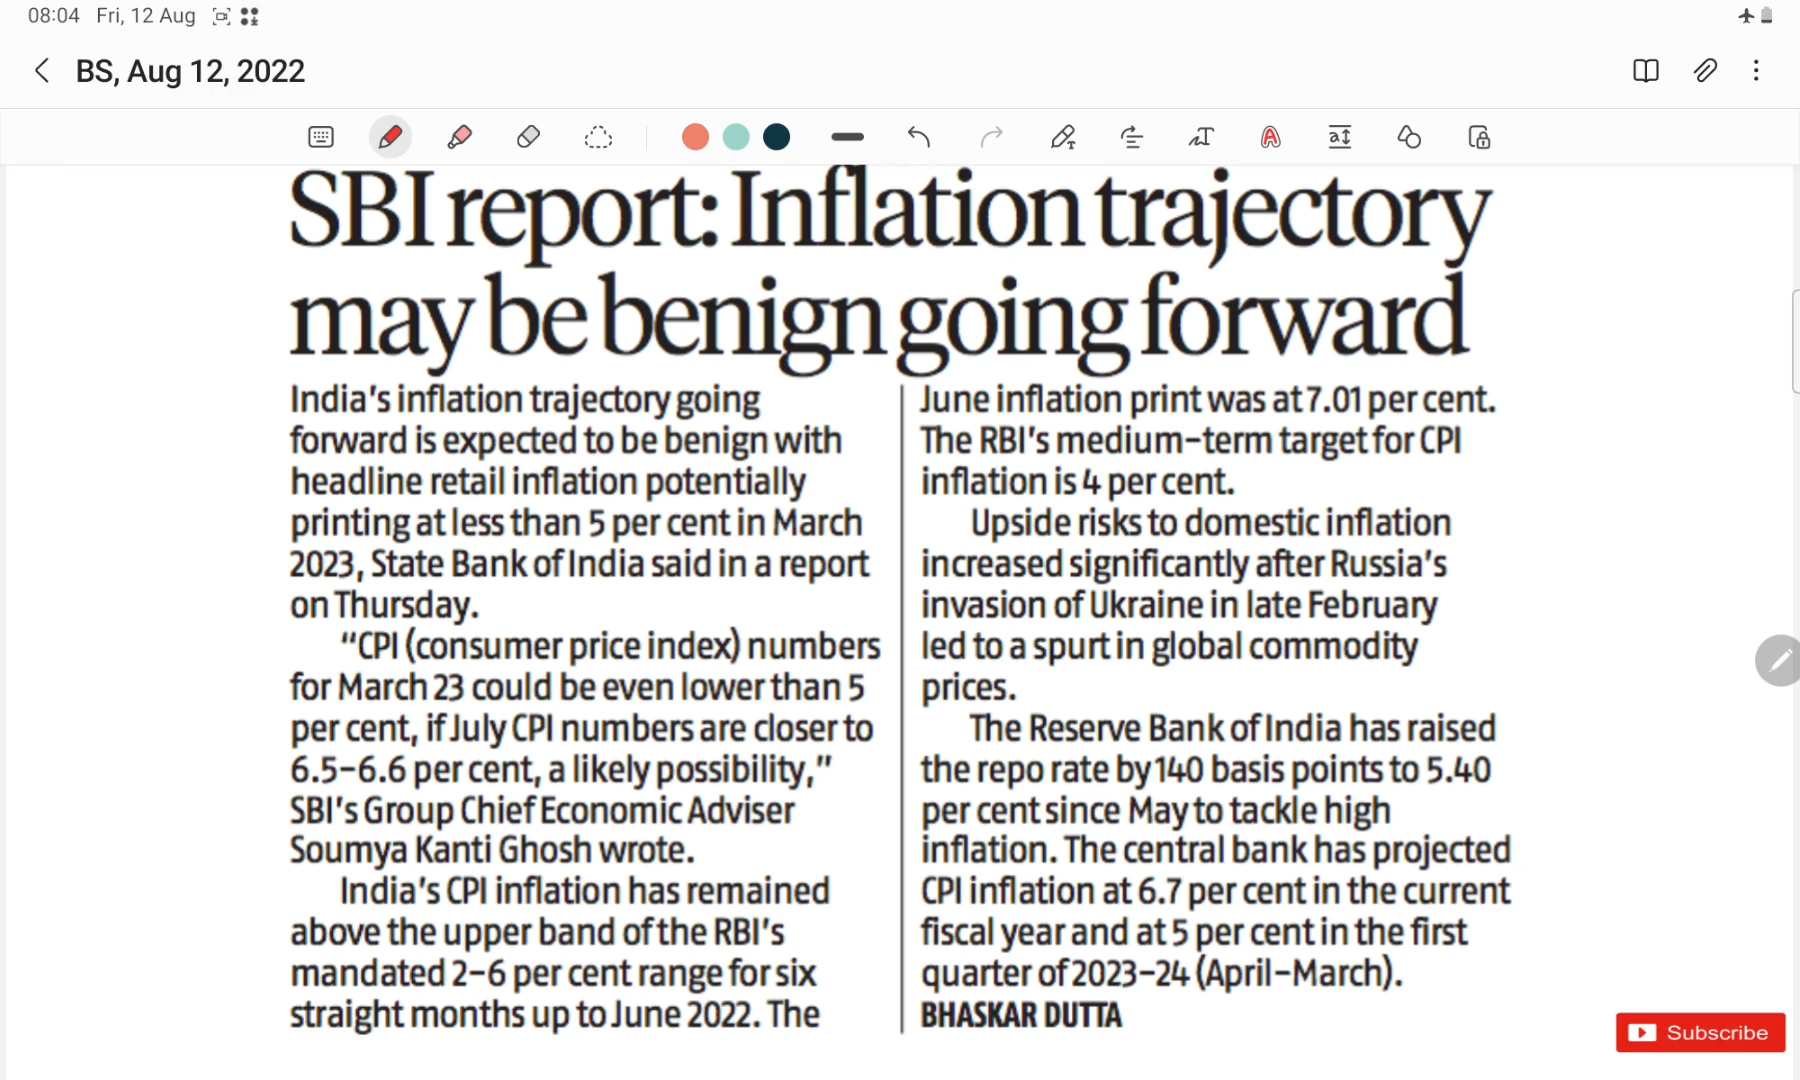 08:04 Fri, 12 Aug
BS, Aug 12, 2022
SBI report: Inflation trajectory
may be benign going forward
India's inflation trajectory going
forward is expected to be benign with
headline retail inflation potentially
printing at less than 5 per cent in March
2023, State Bank of India said in a report
on Thursday.
"CPI (consumer price index) numbers
for March 23 could be even lower than 5
per cent, if July CPI numbers are closer to
6.5-6.6 per cent, a likely possibility,"
SBI's Group Chief Economic Adviser
Soumya Kanti Ghosh wrote.
India's CPI inflation has remained
above the upper band of the RBI's
mandated 2-6 per cent range for six
straight months up to June 2022. The
June inflation print was at 7.01 per cent.
The RBI's medium-term target for CPI
inflation is 4 per cent.
Upside risks to domestic inflation
increased significantly after Russia's
invasion of Ukraine in late February
led to a spurt in global commodity
prices.
The Reserve Bank of India has raised
the repo rate by 140 basis points to 5.40
per cent since May to tackle high
inflation. The central bank has projected
CPI inflation at 6.7 per cent in the current
fiscal year and at 5 per cent in the first
quarter of 2023-24 (April-March).
BHASKAR DUTTA
Subscribe